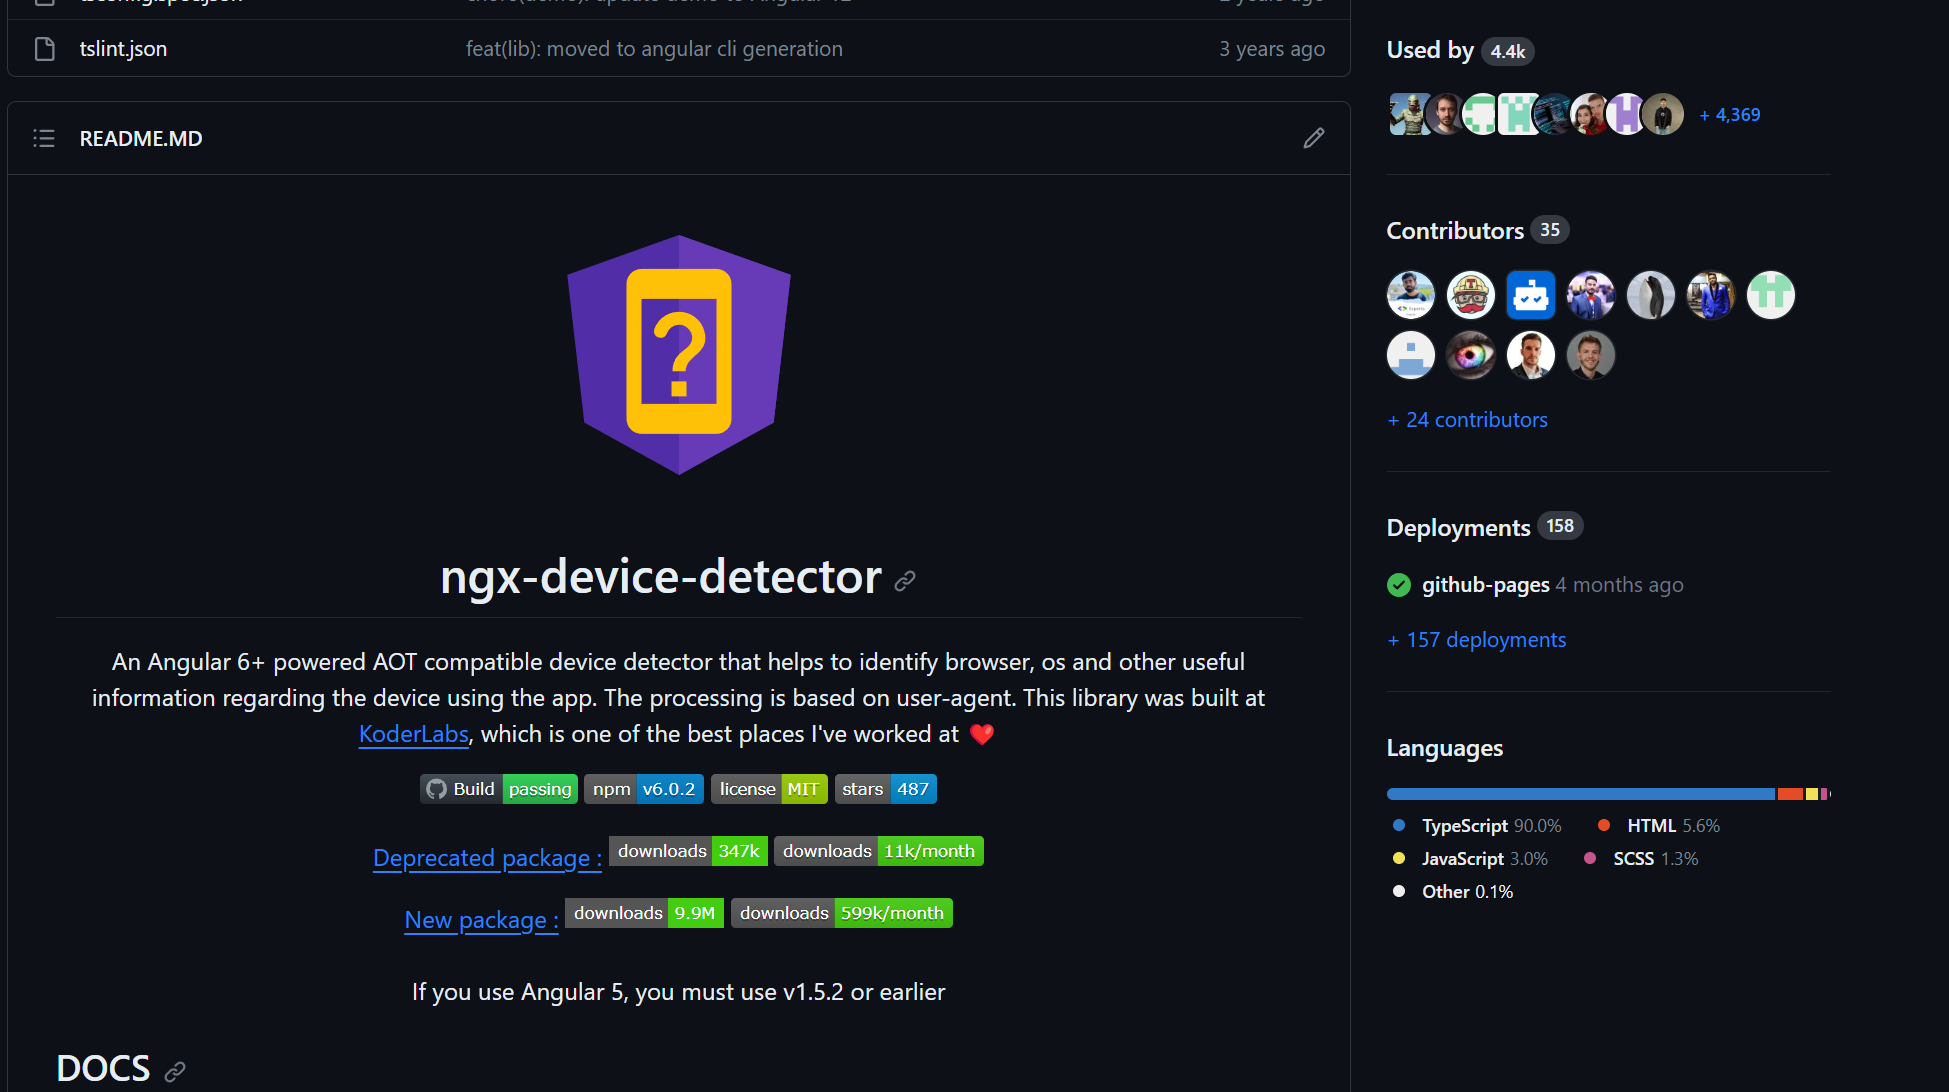 tslint.json feat(lib): moved to angular cli generation 3 years ago
README.MD
?
ngx-device-detector
An Angular 6+ powered AOT compatible device detector that helps to identify browser, os and other useful
information regarding the device using the app. The processing is based on user-agent. This library was built at
KoderLabs, which is one of the best places I've worked at ❤️
Build passing npm v6.0.2 license MIT stars 487
Deprecated package : downloads 347k downloads 11k/month
New package : downloads 9.9M downloads 599k/month
If you use Angular 5, you must use v1.5.2 or earlier
DOCS
Used by 4.4k
+ 4,369
Contributors 35
+ 24 contributors
Deployments 158
github-pages 4 months ago
+ 157 deployments
Languages
TypeScript 90.0% HTML 5.6%
JavaScript 3.0% SCSS 1.3%
Other 0.1%